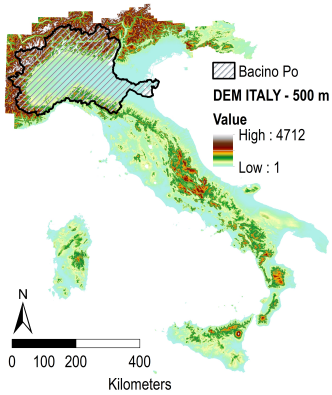 Bacino Po
DEM ITALY - 500 m
Value
High : 4712
Low : 1
N
0 100 200 400
Kilometers